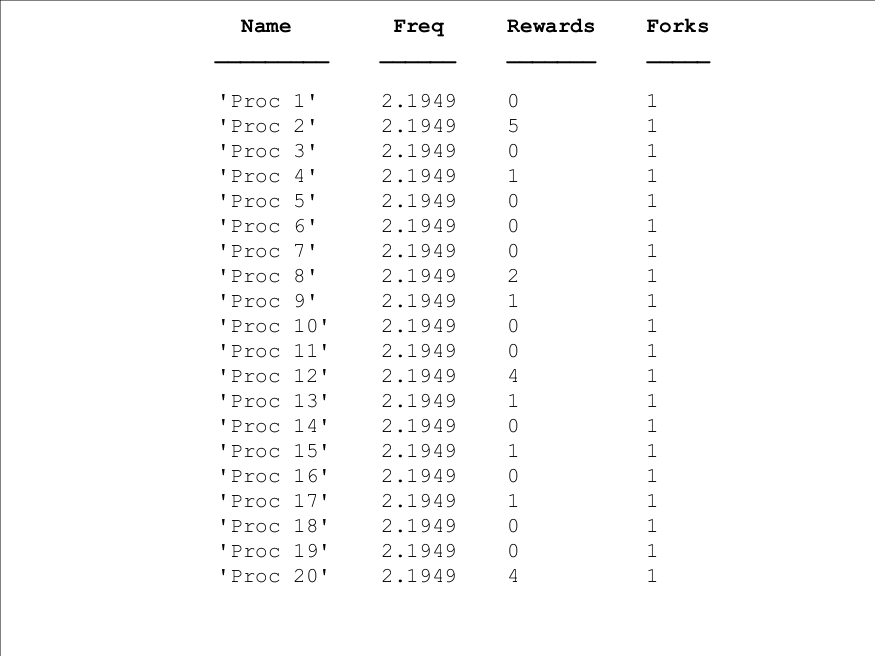 Name Freq Rewards Forks
'Proc 1' 2.1949 0 1
'Proc 2' 2.1949 5 1
'Proc 3' 2.1949 0 1
'Proc 4' 2.1949 1 1
'Proc 5' 2.1949 0 1
'Proc 6' 2.1949 0 1
'Proc 7' 2.1949 0 1
'Proc 8' 2.1949 2 1
'Proc 9' 2.1949 1 1
'Proc 10' 2.1949 0 1
'Proc 11' 2.1949 0 1
'Proc 12' 2.1949 4 1
'Proc 13' 2.1949 1 1
'Proc 14' 2.1949 0 1
'Proc 15' 2.1949 1 1
'Proc 16' 2.1949 0 1
'Proc 17' 2.1949 1 1
'Proc 18' 2.1949 0 1
'Proc 19' 2.1949 0 1
'Proc 20' 2.1949 4 1